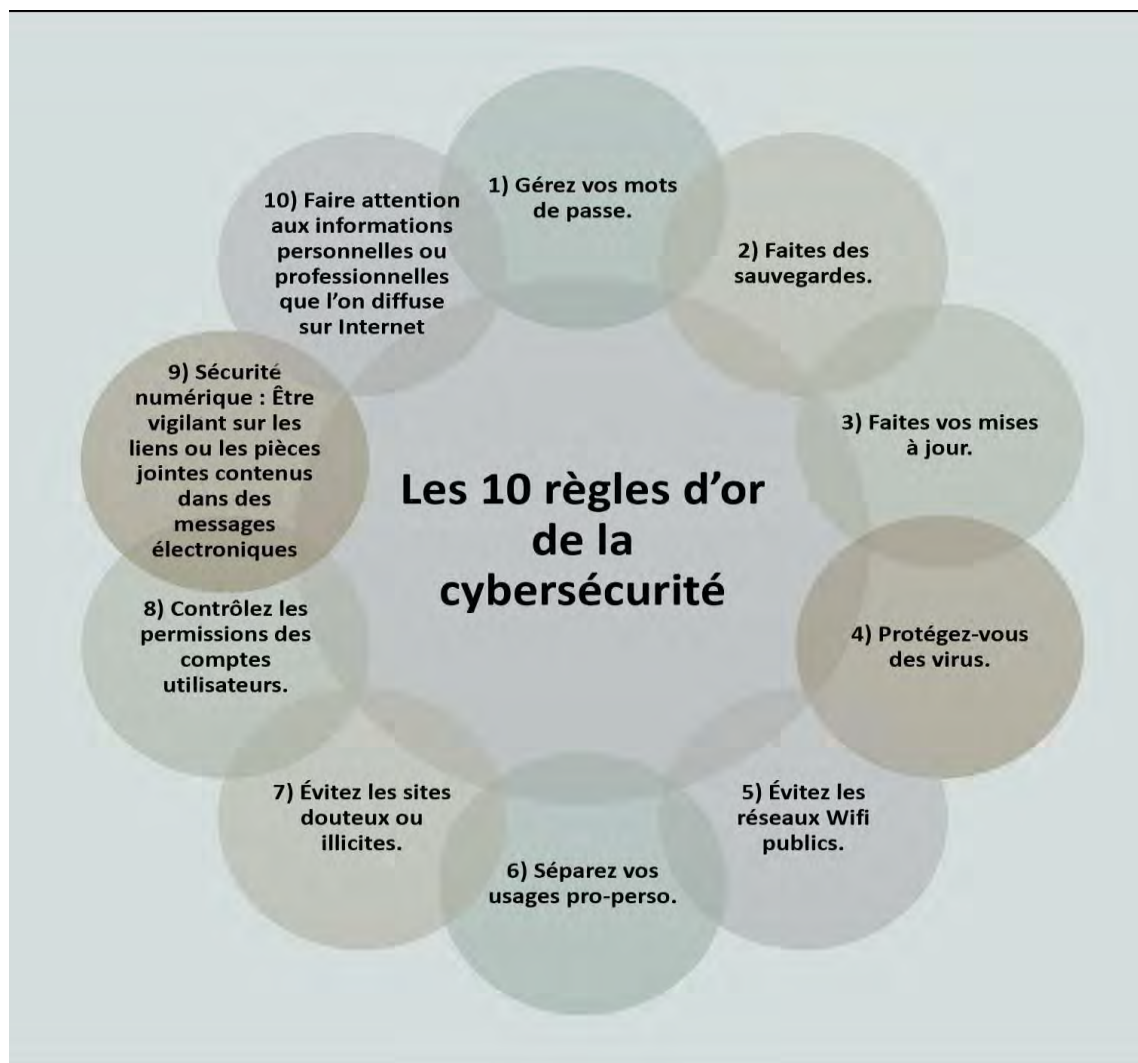 Les 10 règles d’or
de la
cybersécurité
1) Gérez vos mots
de passe.
2) Faites des
sauvegardes.
3) Faites vos mises
à jour.
4) Protégez-vous
des virus.
5) Évitez les
réseaux Wifi
publics.
6) Séparez vos
usages pro-perso.
7) Évitez les sites
douteux ou
illicites.
8) Contrôlez les
permissions des
comptes
utilisateurs.
9) Sécurité
numérique : Être
vigilant sur les
liens ou les pièces
jointes contenus
dans des
messages
électroniques
10) Faire attention
aux informations
personnelles ou
professionnelles
que l’on diffuse
sur Internet